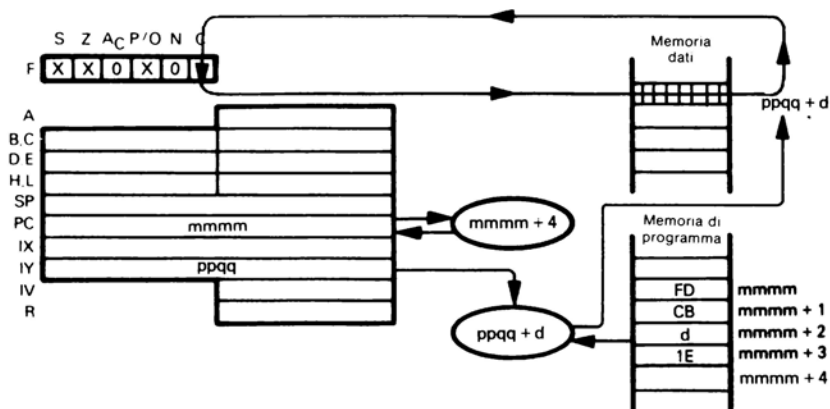 S Z AC P/O N C
F X X 0 X 0
Memoria
dati
ppqq + d
A
B.C
D E
H.L
SP
PC mmmm
mmmm + 4
IX
IY ppqq
IV
R
ppqq + d
Memoria di
programma
FD mmmm
CB mmmm + 1
d mmmm + 2
1E mmmm + 3
mmmm + 4